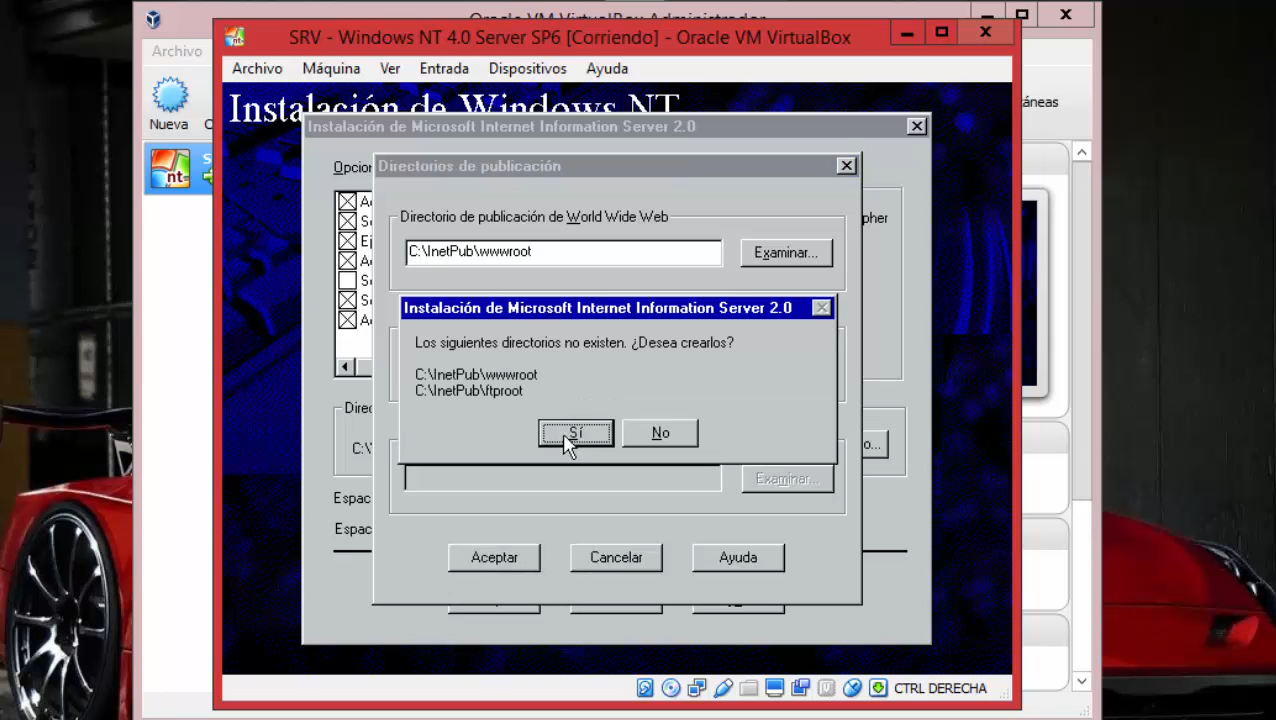 Oracle VM VirtualBox Administrador
Archivo
Nueva
SRV - Windows NT 4.0 Server SP6 [Corriendo] - Oracle VM VirtualBox
Archivo Máquina Ver Entrada Dispositivos Ayuda
Instalación de Windows NT
Instalación de Microsoft Internet Information Server 2.0
Directorios de publicación
Directorio de publicación de World Wide Web
C:\InetPub\wwwroot
Examinar...
Instalación de Microsoft Internet Information Server 2.0
Los siguientes directorios no existen. ¿Desea crearlos?
C:\InetPub\wwwroot
C:\InetPub\ftproot
Sí No
Examinar...
Aceptar Cancelar Ayuda
CTRL DERECHA